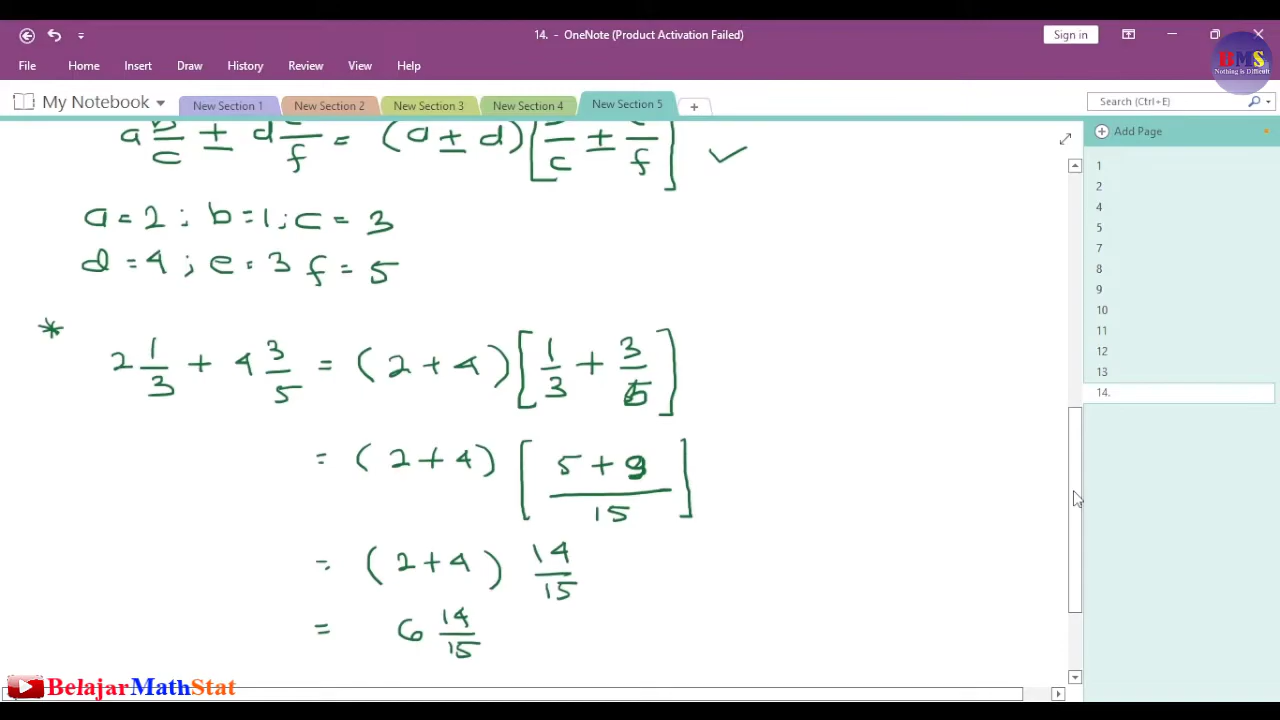 14. - OneNote (Product Activation Failed)
Sign in
BMS
Nothing is Difficult
File Home Insert Draw History Review View Help
My Notebook New Section 1 New Section 2 New Section 3 New Section 4 New Section 5 +
Search (Ctrl+E)
Add Page
1
2
4
5
7
8
9
10
11
12
13
14.
a b/c ± d /f = (a ± d) [ /c ± /f ] ✓
a = 2 ; b = 1 ; c = 3
d = 4 ; e = 3 f = 5
* 2 1/3 + 4 3/5 = (2 + 4) [ 1/3 + 3/5 ]
= (2 + 4) [ 5 + 9 / 15 ]
= (2 + 4) 14/15
= 6 14/15
BelajarMathStat